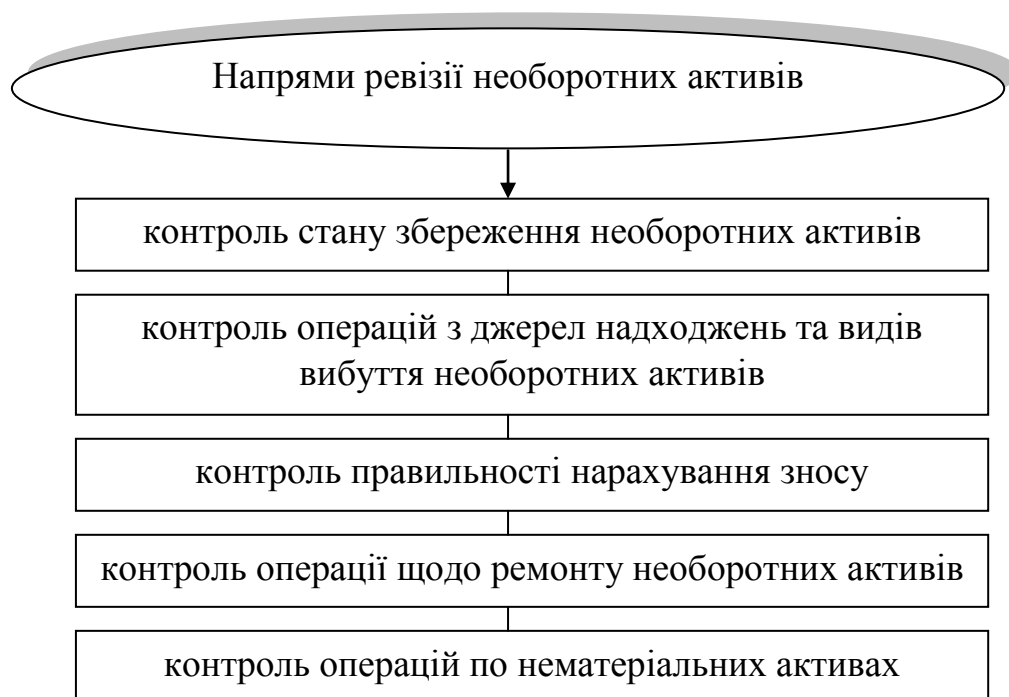 Напрями ревізії необоротних активів
контроль стану збереження необоротних активів
контроль операцій з джерел надходжень та видів
вибуття необоротних активів
контроль правильності нарахування зносу
контроль операції щодо ремонту необоротних активів
контроль операцій по нематеріальних активах